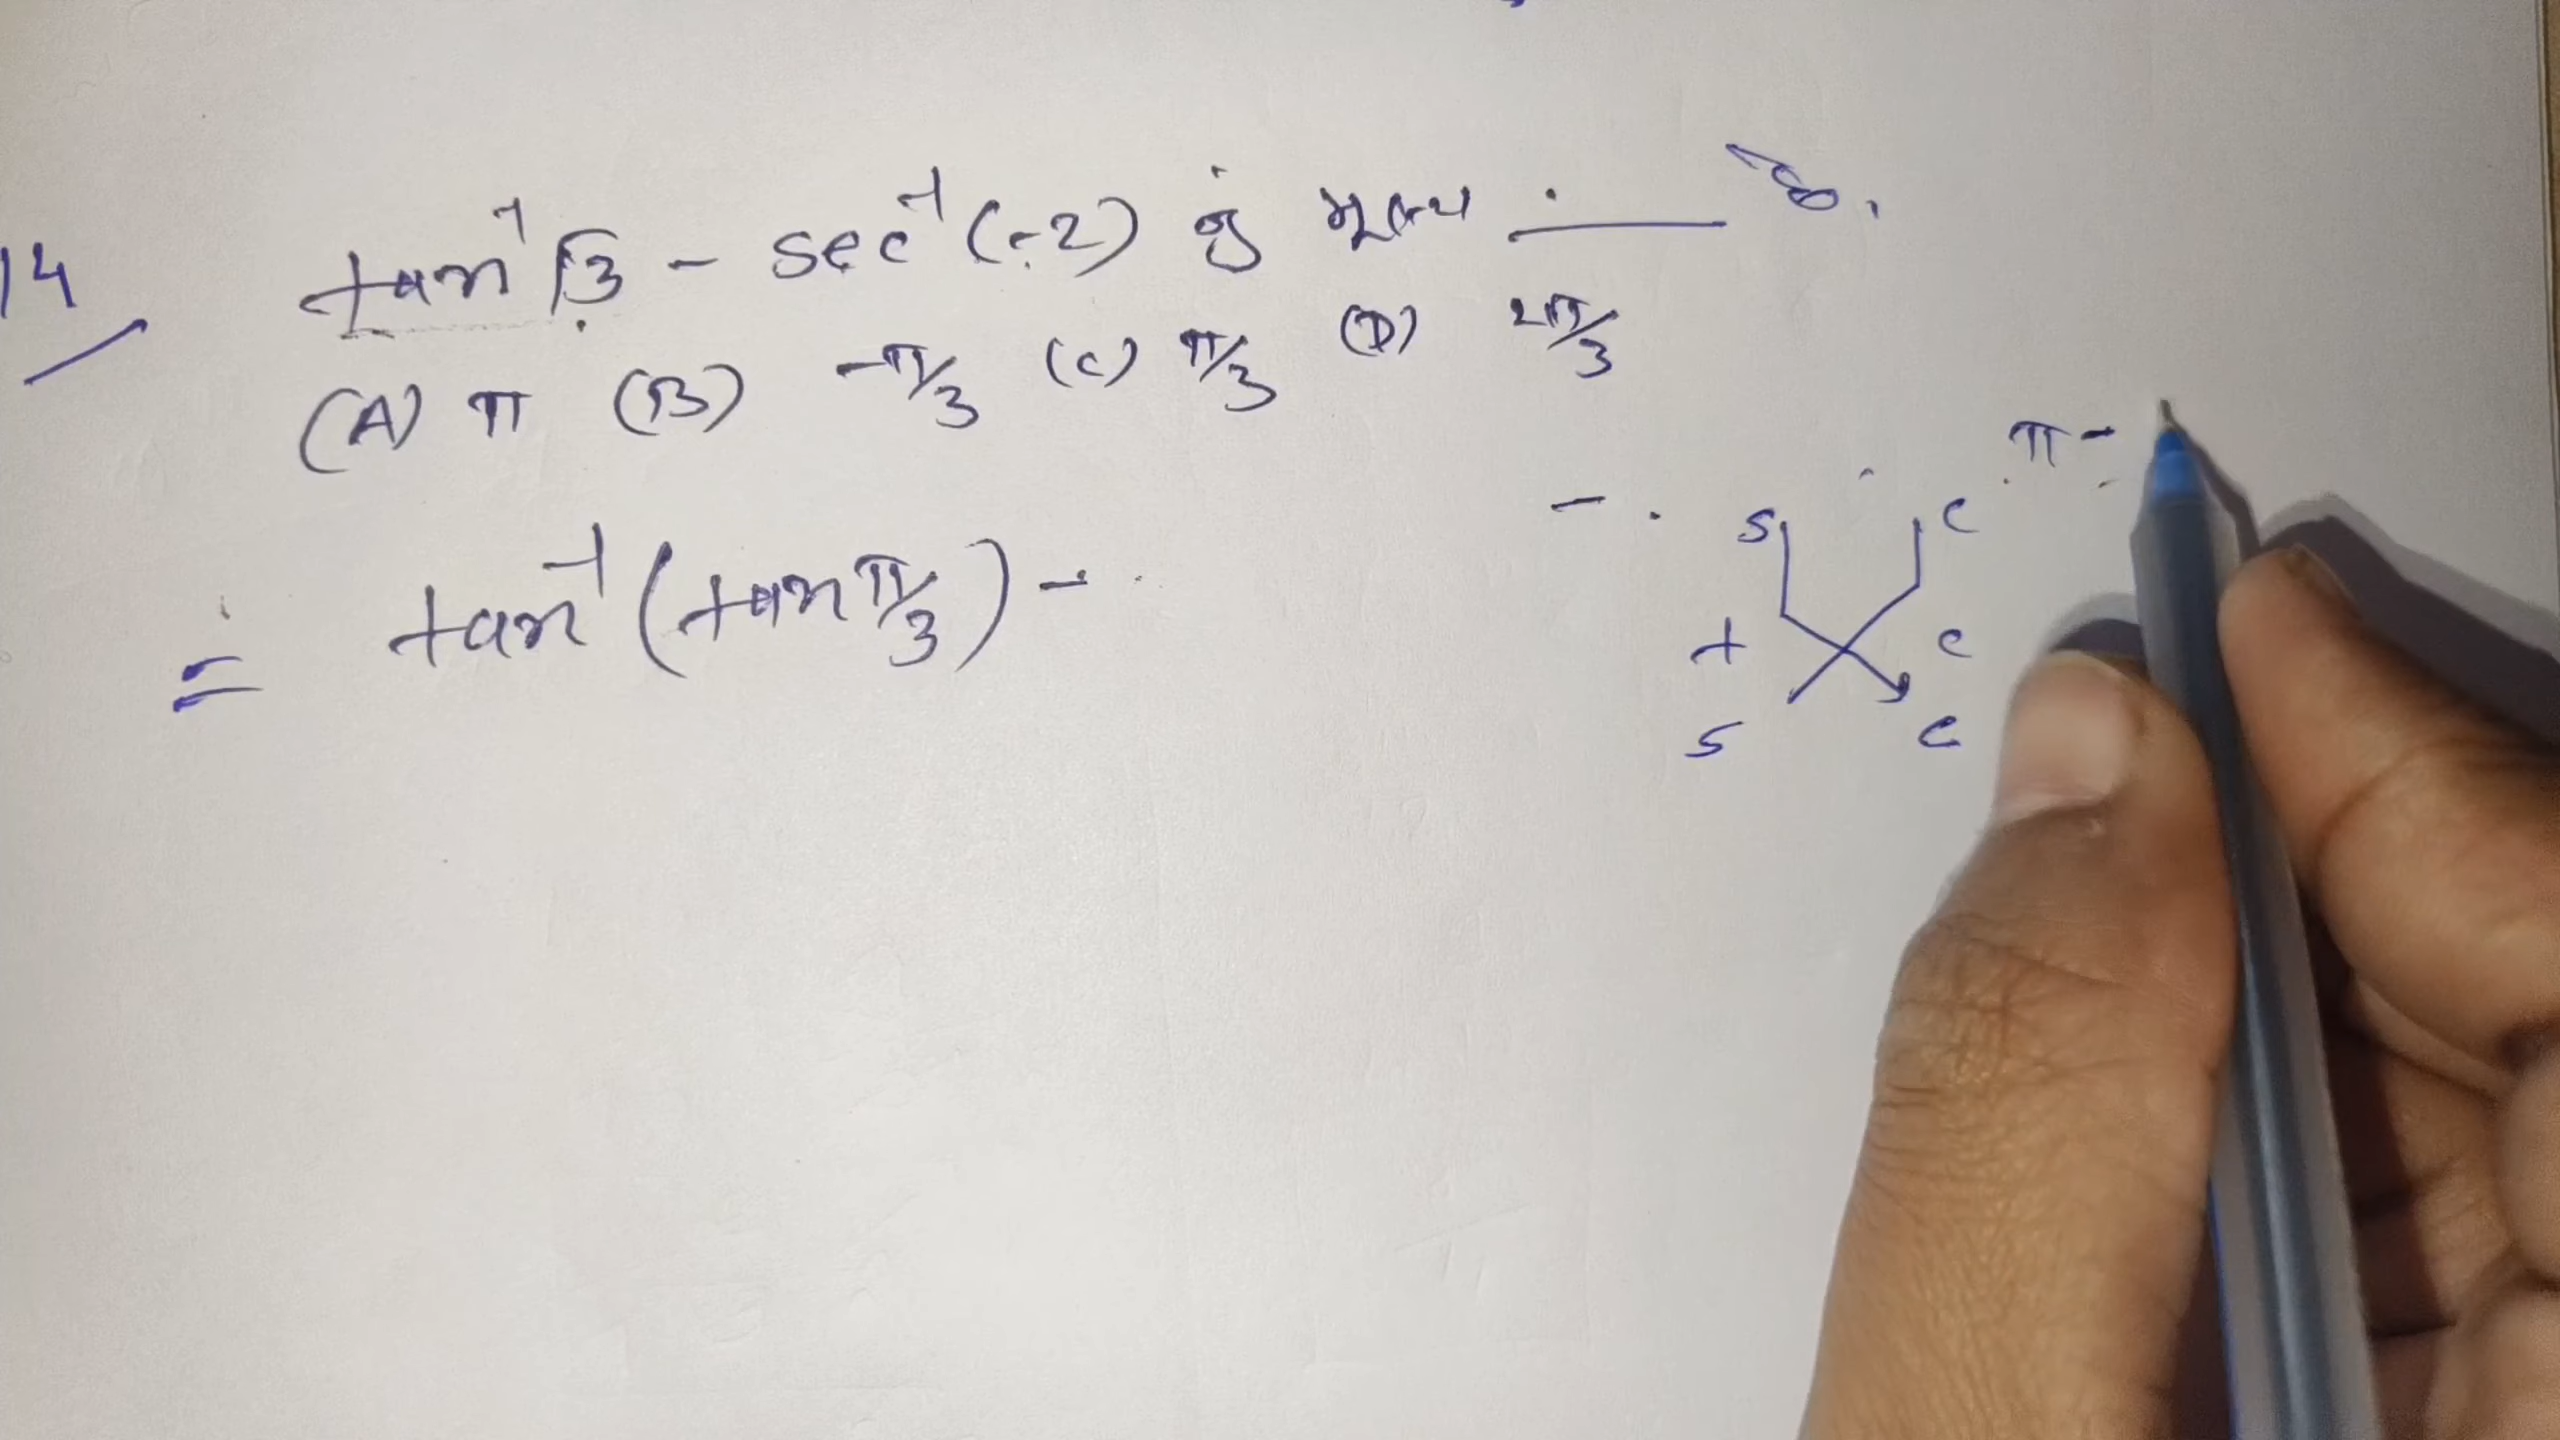 14 tan⁻¹ √3 - sec⁻¹ (-2) નું મૂલ્ય . ____ છે.
(A) π (B) -π/3 (C) π/3 (D) 2π/3
= tan⁻¹ (tan π/3) -
π -
- . S C
+ c
S C